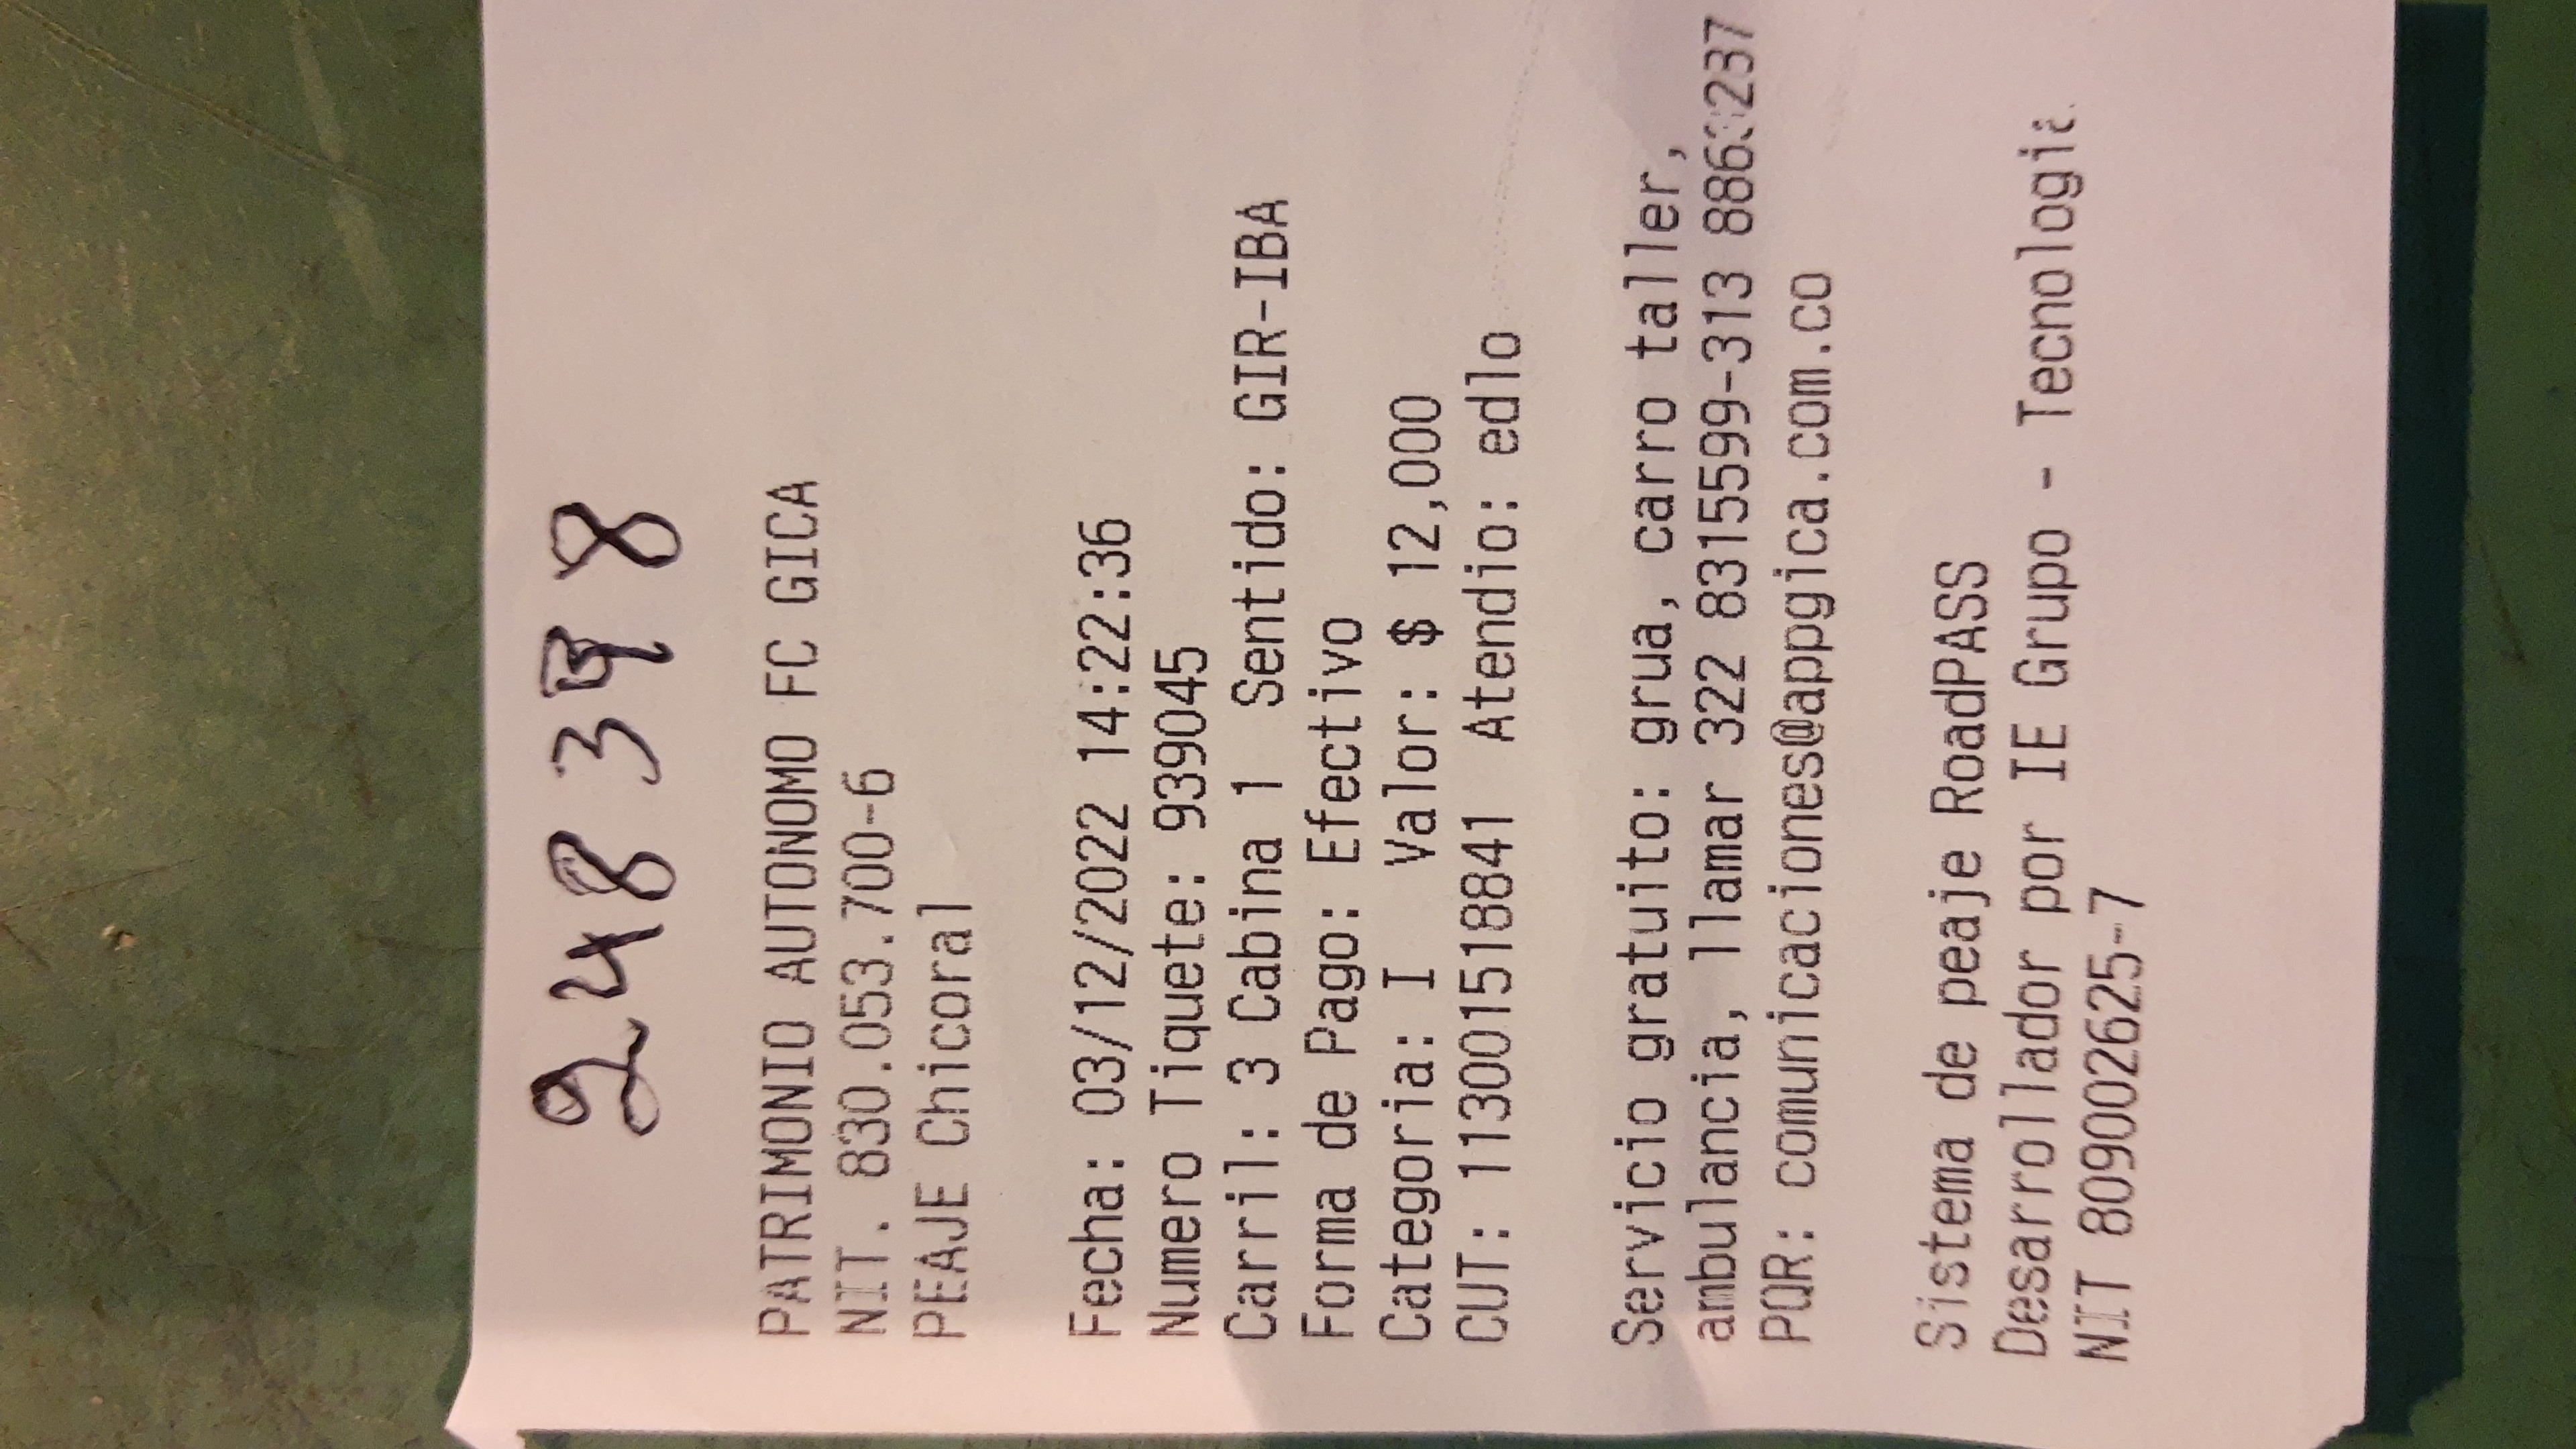 PATRIMONIO AUTONOMO FC GICA
NIT. 830.053.700-6
PEAJE Chicoral
Fecha: 03/12/2022 14:22:36
Numero Tiquete: 939045
Carril: 3 Cabina 1 Sentido: GIR-IBA
Forma de Pago: Efectivo
Categoria: I Valor: $ 12,000
CUT: 113001518841 Atendio: edlo
Servicio gratuito: grua, carro taller,
ambulancia, llamar 322 8315599-313 8863237
PQR: comunicaciones@appgica.com.co
Sistema de peaje RoadPASS
Desarrollador por IE Grupo - Tecnologia
NIT 809002625-7